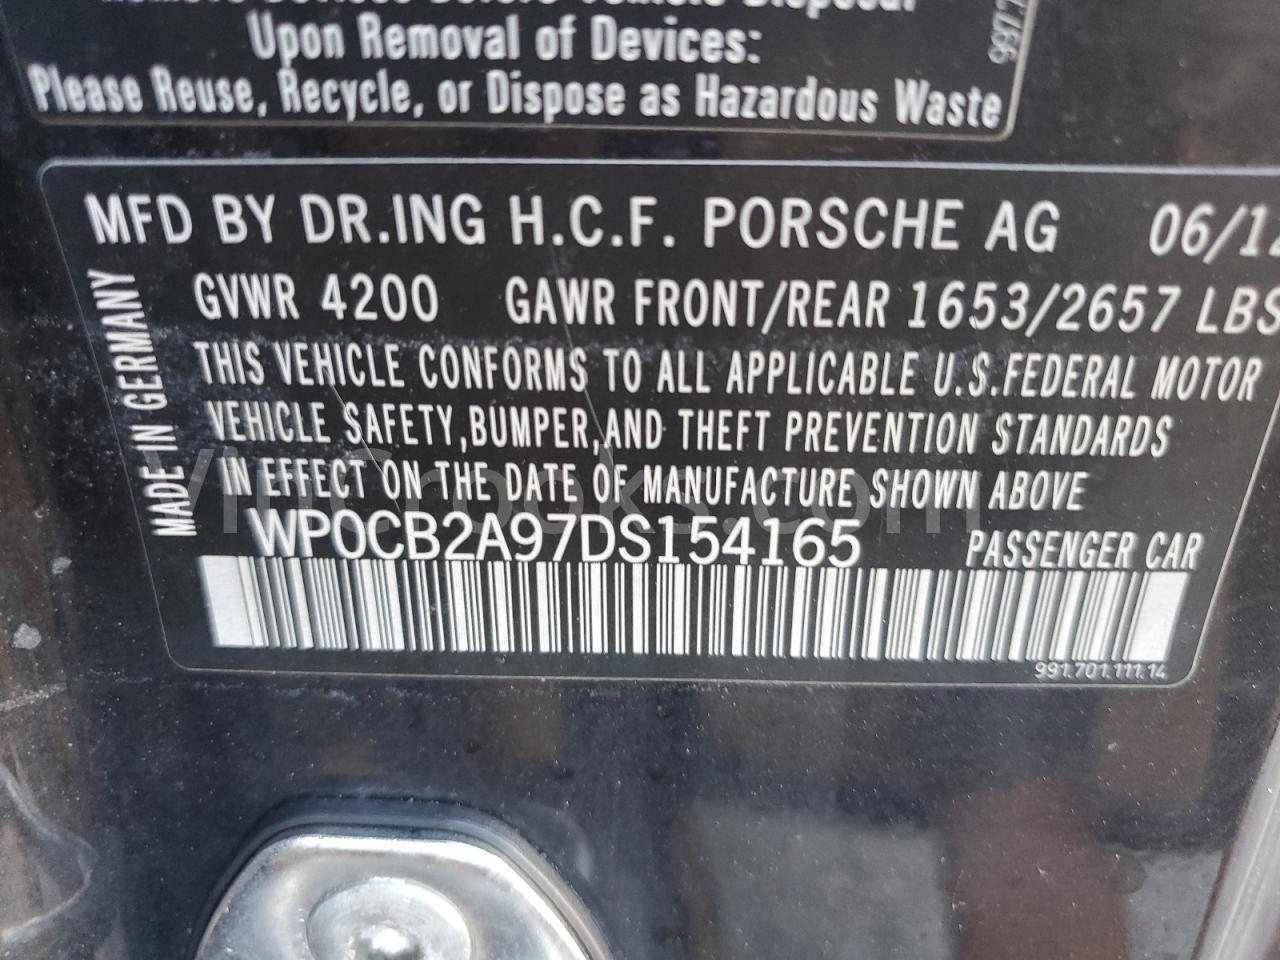 Upon Removal of Devices:
Please Reuse, Recycle, or Dispose as Hazardous Waste
MFD BY DR.ING H.C.F. PORSCHE AG 06/12
MADE IN GERMANY
GVWR 4200 GAWR FRONT/REAR 1653/2657 LBS
THIS VEHICLE CONFORMS TO ALL APPLICABLE U.S.FEDERAL MOTOR
VEHICLE SAFETY,BUMPER,AND THEFT PREVENTION STANDARDS
IN EFFECT ON THE DATE OF MANUFACTURE SHOWN ABOVE
WP0CB2A97DS154165 PASSENGER CAR
991.701.111.14